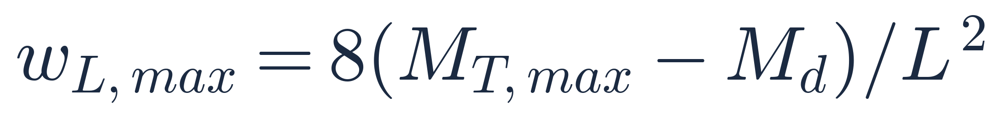 $w_{L,max} = 8(M_{T,max} - M_d)/L^2$